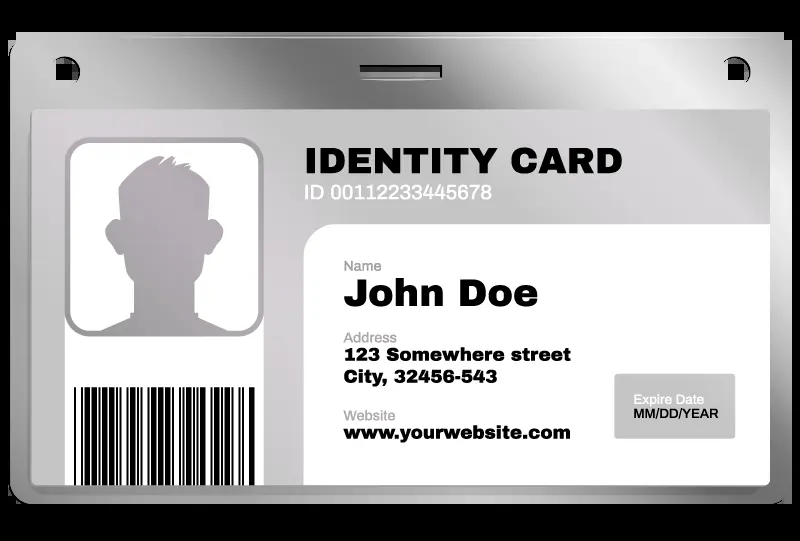 IDENTITY CARD
ID 00112233445678
Name
John Doe
Address
123 Somewhere street
City, 32456-543
Website
www.yourwebsite.com
Expire Date
MM/DD/YEAR